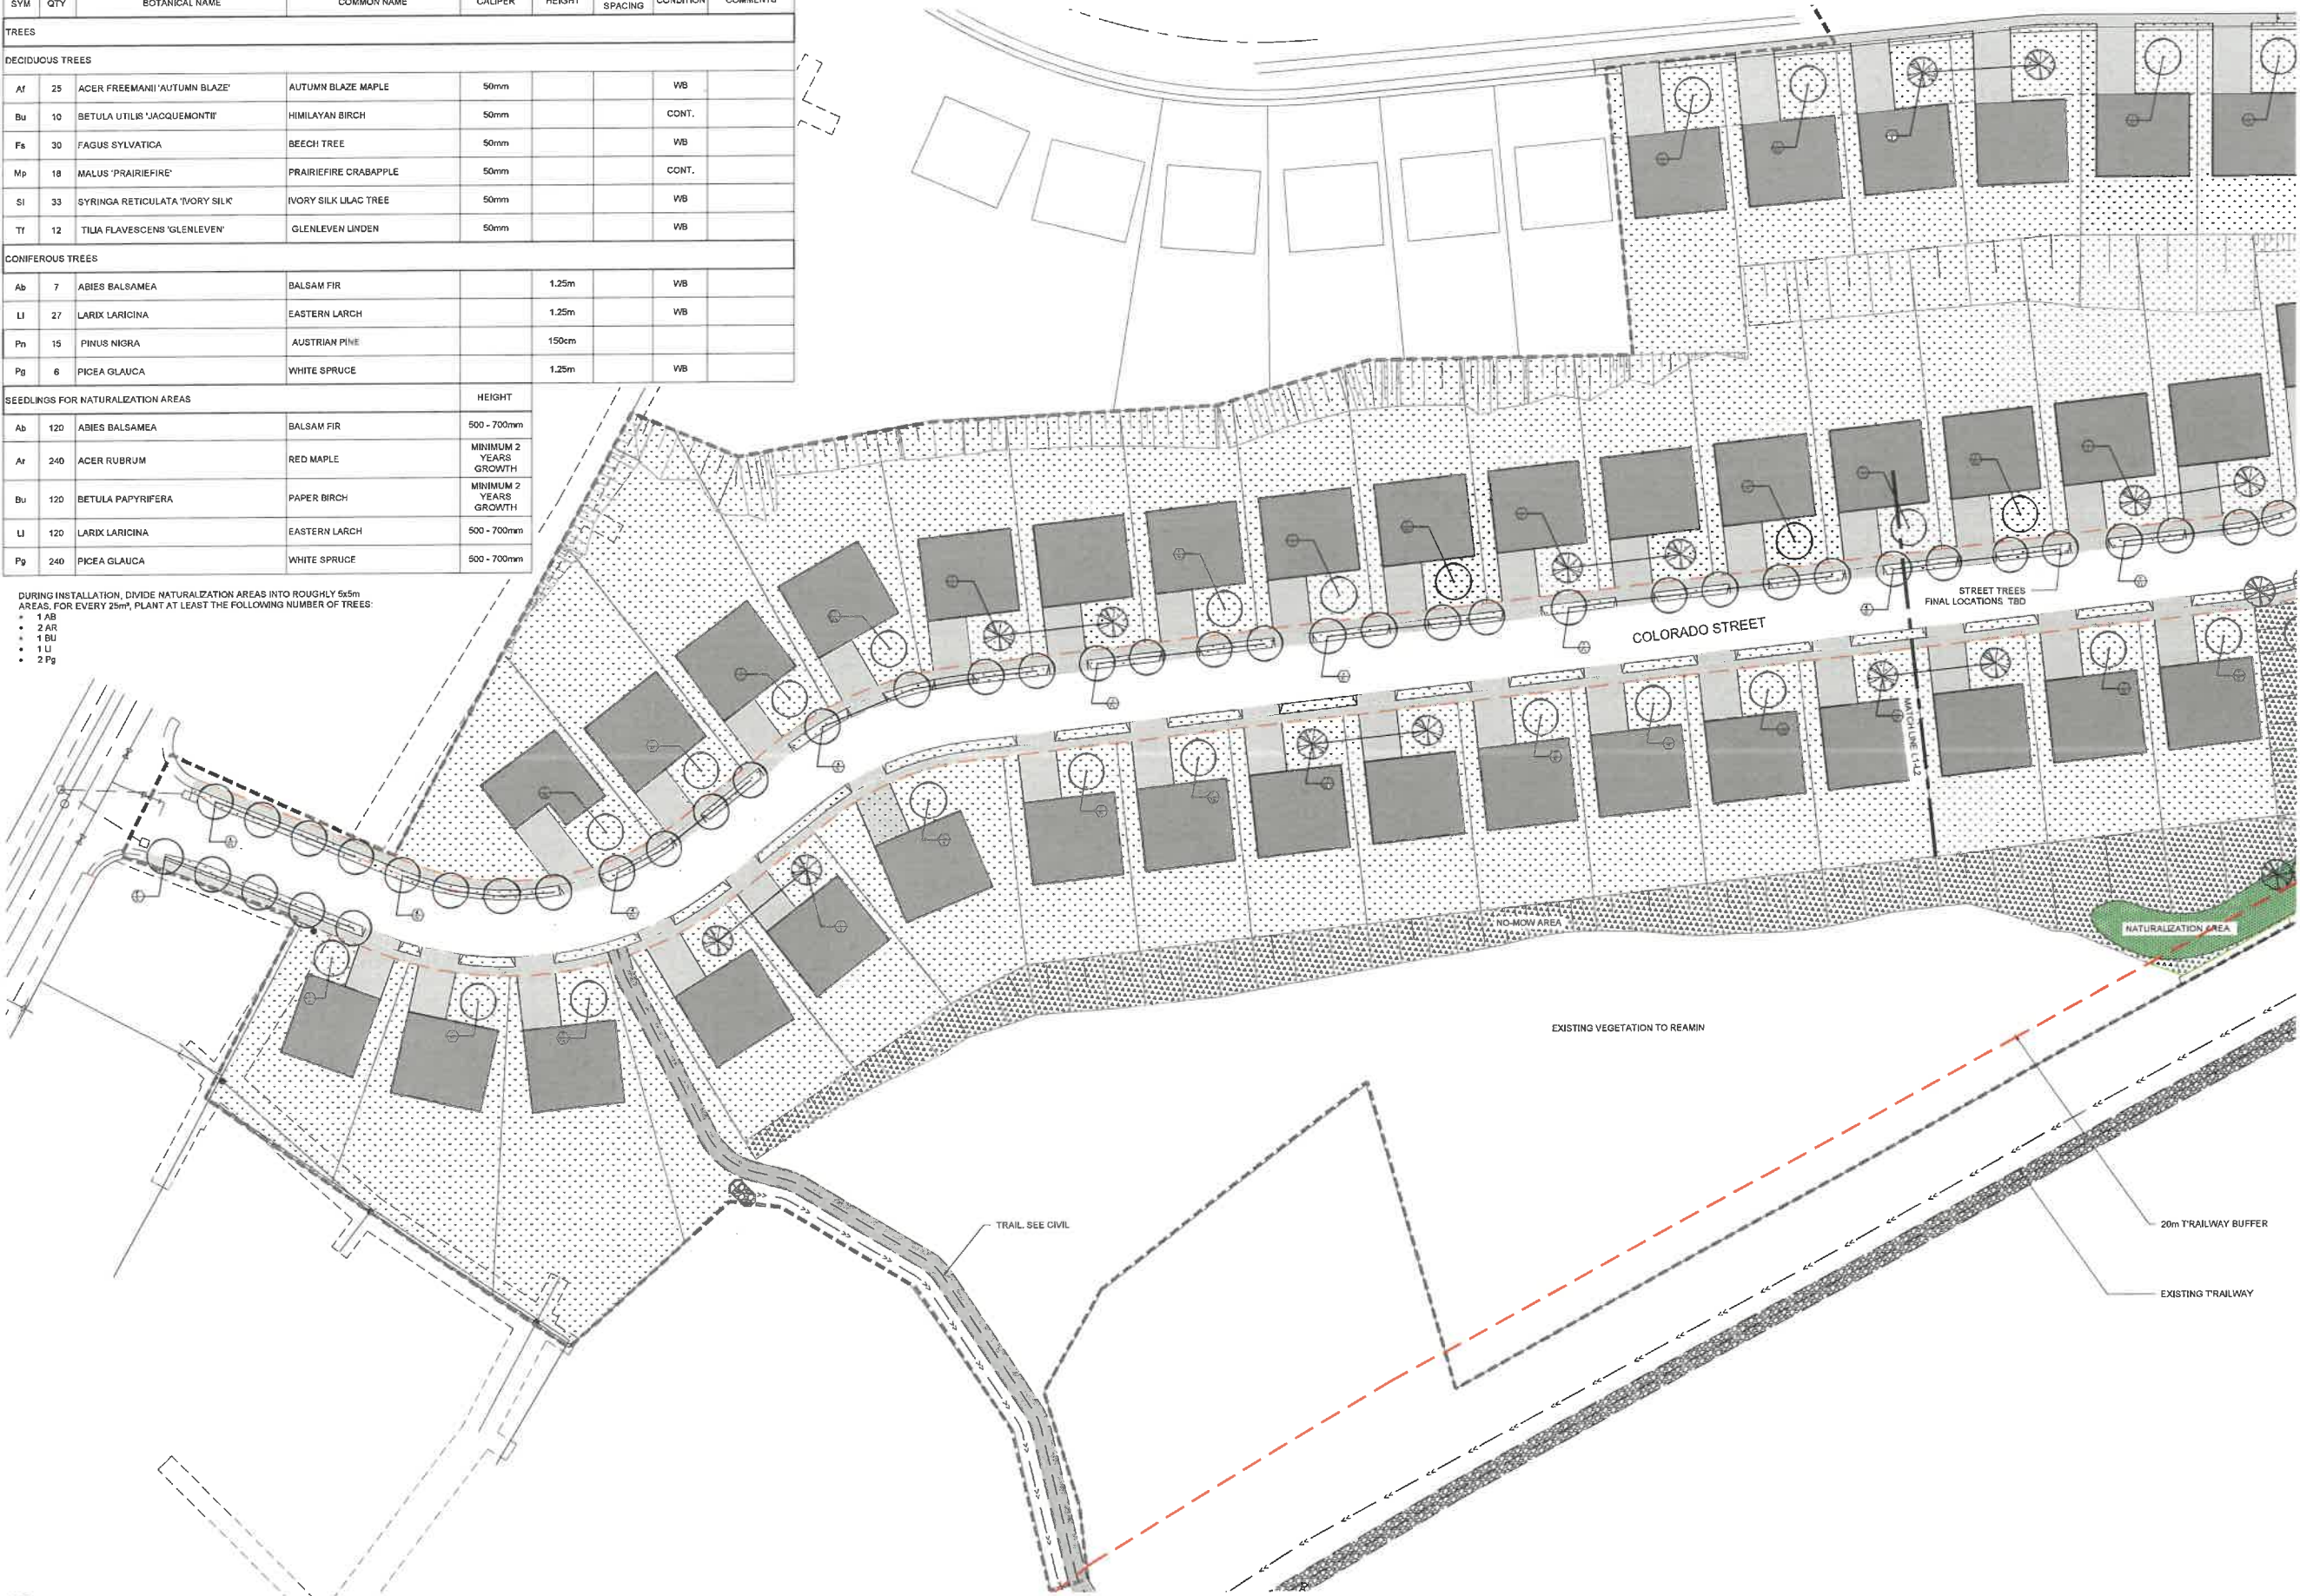 SYM QTY BOTANICAL NAME COMMON NAME CALIPER HEIGHT SPACING CONDITION COMMENTS
TREES
DECIDUOUS TREES
Af 25 ACER FREEMANII 'AUTUMN BLAZE' AUTUMN BLAZE MAPLE 50mm WB
Bu 10 BETULA UTILIS 'JACQUEMONTII' HIMILAYAN BIRCH 50mm CONT.
Fs 30 FAGUS SYLVATICA BEECH TREE 50mm WB
Mp 18 MALUS 'PRAIRIEFIRE' PRAIRIEFIRE CRABAPPLE 50mm CONT.
SI 33 SYRINGA RETICULATA 'IVORY SILK' IVORY SILK LILAC TREE 50mm WB
Tf 12 TILIA FLAVESCENS 'GLENLEVEN' GLENLEVEN LINDEN 50mm WB
CONIFEROUS TREES
Ab 7 ABIES BALSAMEA BALSAM FIR 1.25m WB
Ll 27 LARIX LARICINA EASTERN LARCH 1.25m WB
Pn 15 PINUS NIGRA AUSTRIAN PINE 150cm
Pg 6 PICEA GLAUCA WHITE SPRUCE 1.25m WB
SEEDLINGS FOR NATURALIZATION AREAS HEIGHT
Ab 120 ABIES BALSAMEA BALSAM FIR 500 - 700mm
Ar 240 ACER RUBRUM RED MAPLE MINIMUM 2 YEARS GROWTH
Bu 120 BETULA PAPYRIFERA PAPER BIRCH MINIMUM 2 YEARS GROWTH
Ll 120 LARIX LARICINA EASTERN LARCH 500 - 700mm
Pg 240 PICEA GLAUCA WHITE SPRUCE 500 - 700mm
DURING INSTALLATION, DIVIDE NATURALIZATION AREAS INTO ROUGHLY 5x5m
AREAS. FOR EVERY 25m², PLANT AT LEAST THE FOLLOWING NUMBER OF TREES:
• 1 AB
• 2 AR
• 1 BU
• 1 Ll
• 2 Pg
STREET TREES
FINAL LOCATIONS TBD
COLORADO STREET
MATCH LINE L1-L2
NO-MOW AREA
NATURALIZATION AREA
EXISTING VEGETATION TO REAMIN
TRAIL. SEE CIVIL
20m TRAILWAY BUFFER
EXISTING TRAILWAY